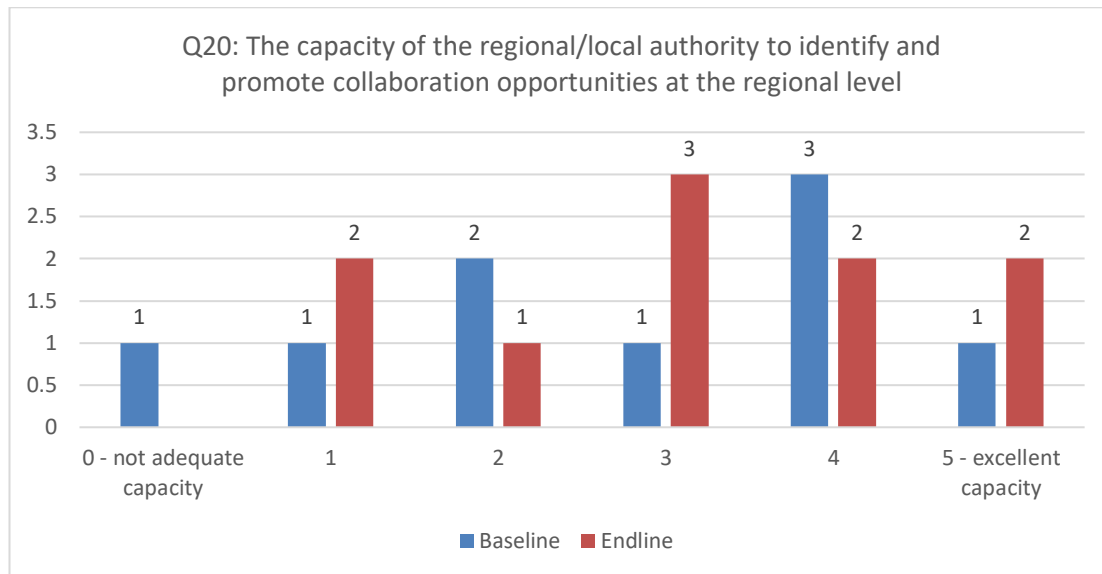 Q20: The capacity of the regional/local authority to identify and
promote collaboration opportunities at the regional level
3.5
3
2.5
2
1.5
1
0.5
0
1
1
2
2
1
1
3
3
2
1
2
0 - not adequate
capacity
1
2
3
4
5 - excellent
capacity
Baseline
Endline